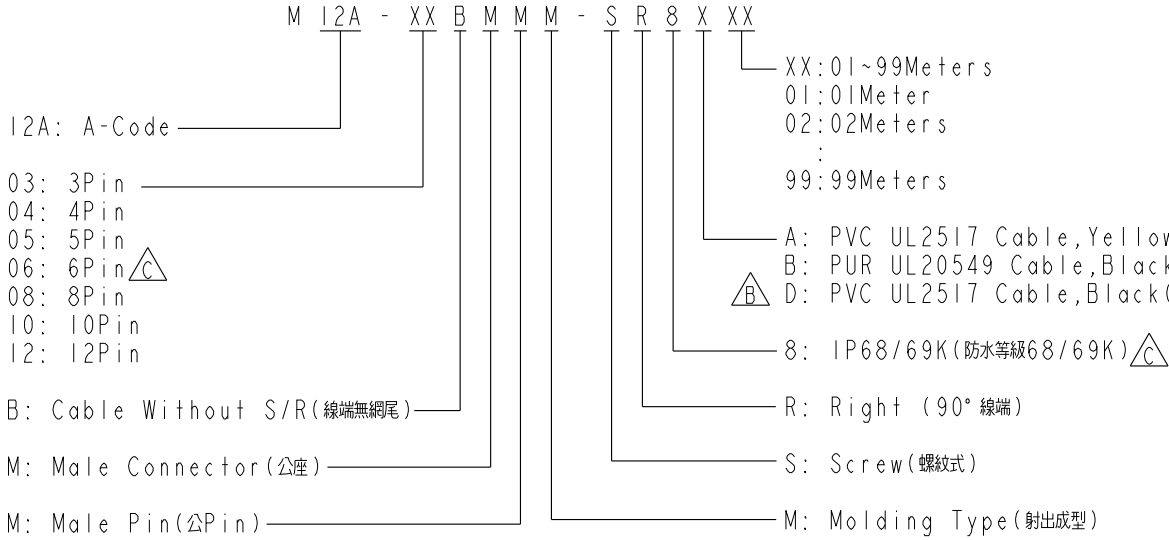 M 12A - XX B M M M - S R 8 X XX
12A: A-Code
03: 3Pin
04: 4Pin
05: 5Pin
06: 6Pin C
08: 8Pin
10: 10Pin
12: 12Pin
B: Cable Without S/R(線端無網尾)
M: Male Connector(公座)
M: Male Pin(公Pin)
XX:01~99Meters
01:01Meter
02:02Meters
:
99:99Meters
A: PVC UL2517 Cable,Yellow
B: PUR UL20549 Cable,Black
B D: PVC UL2517 Cable,Black(
8: IP68/69K(防水等級68/69K) C
R: Right (90° 線端)
S: Screw(螺紋式)
M: Molding Type(射出成型)